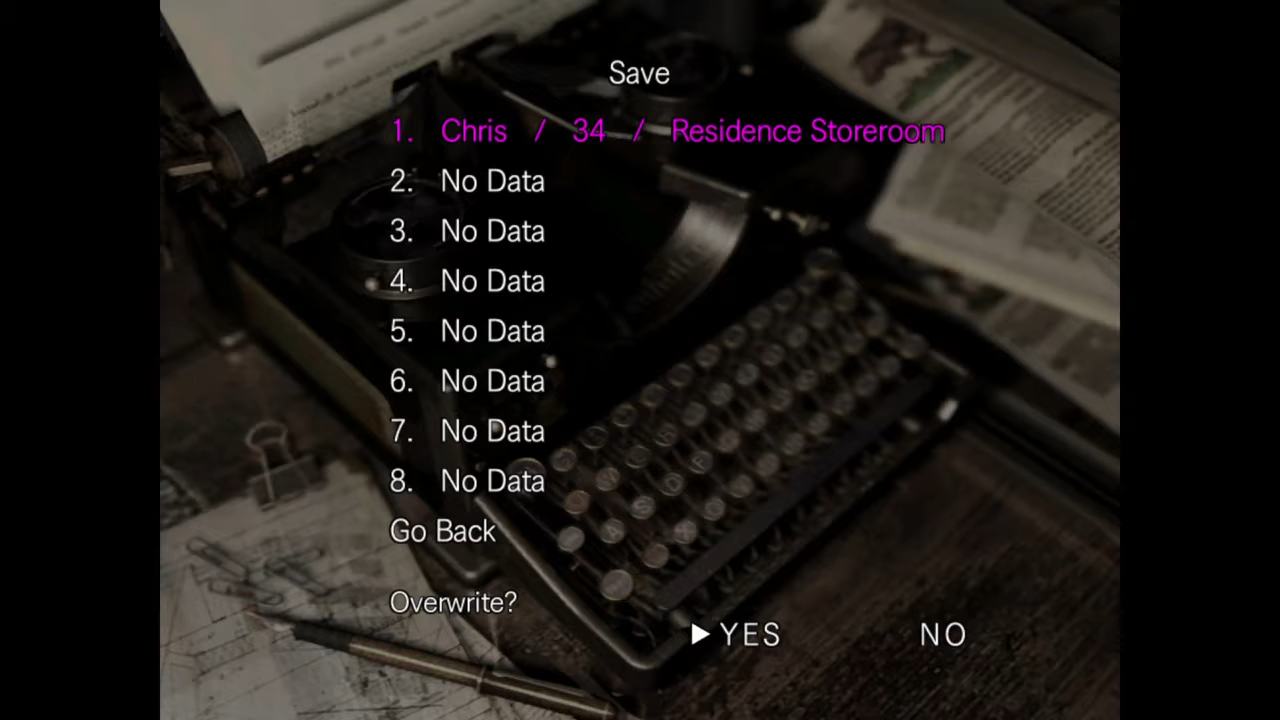 Save
1. Chris / 34 / Residence Storeroom
2. No Data
3. No Data
4. No Data
5. No Data
6. No Data
7. No Data
8. No Data
Go Back
Overwrite?
▶YES NO